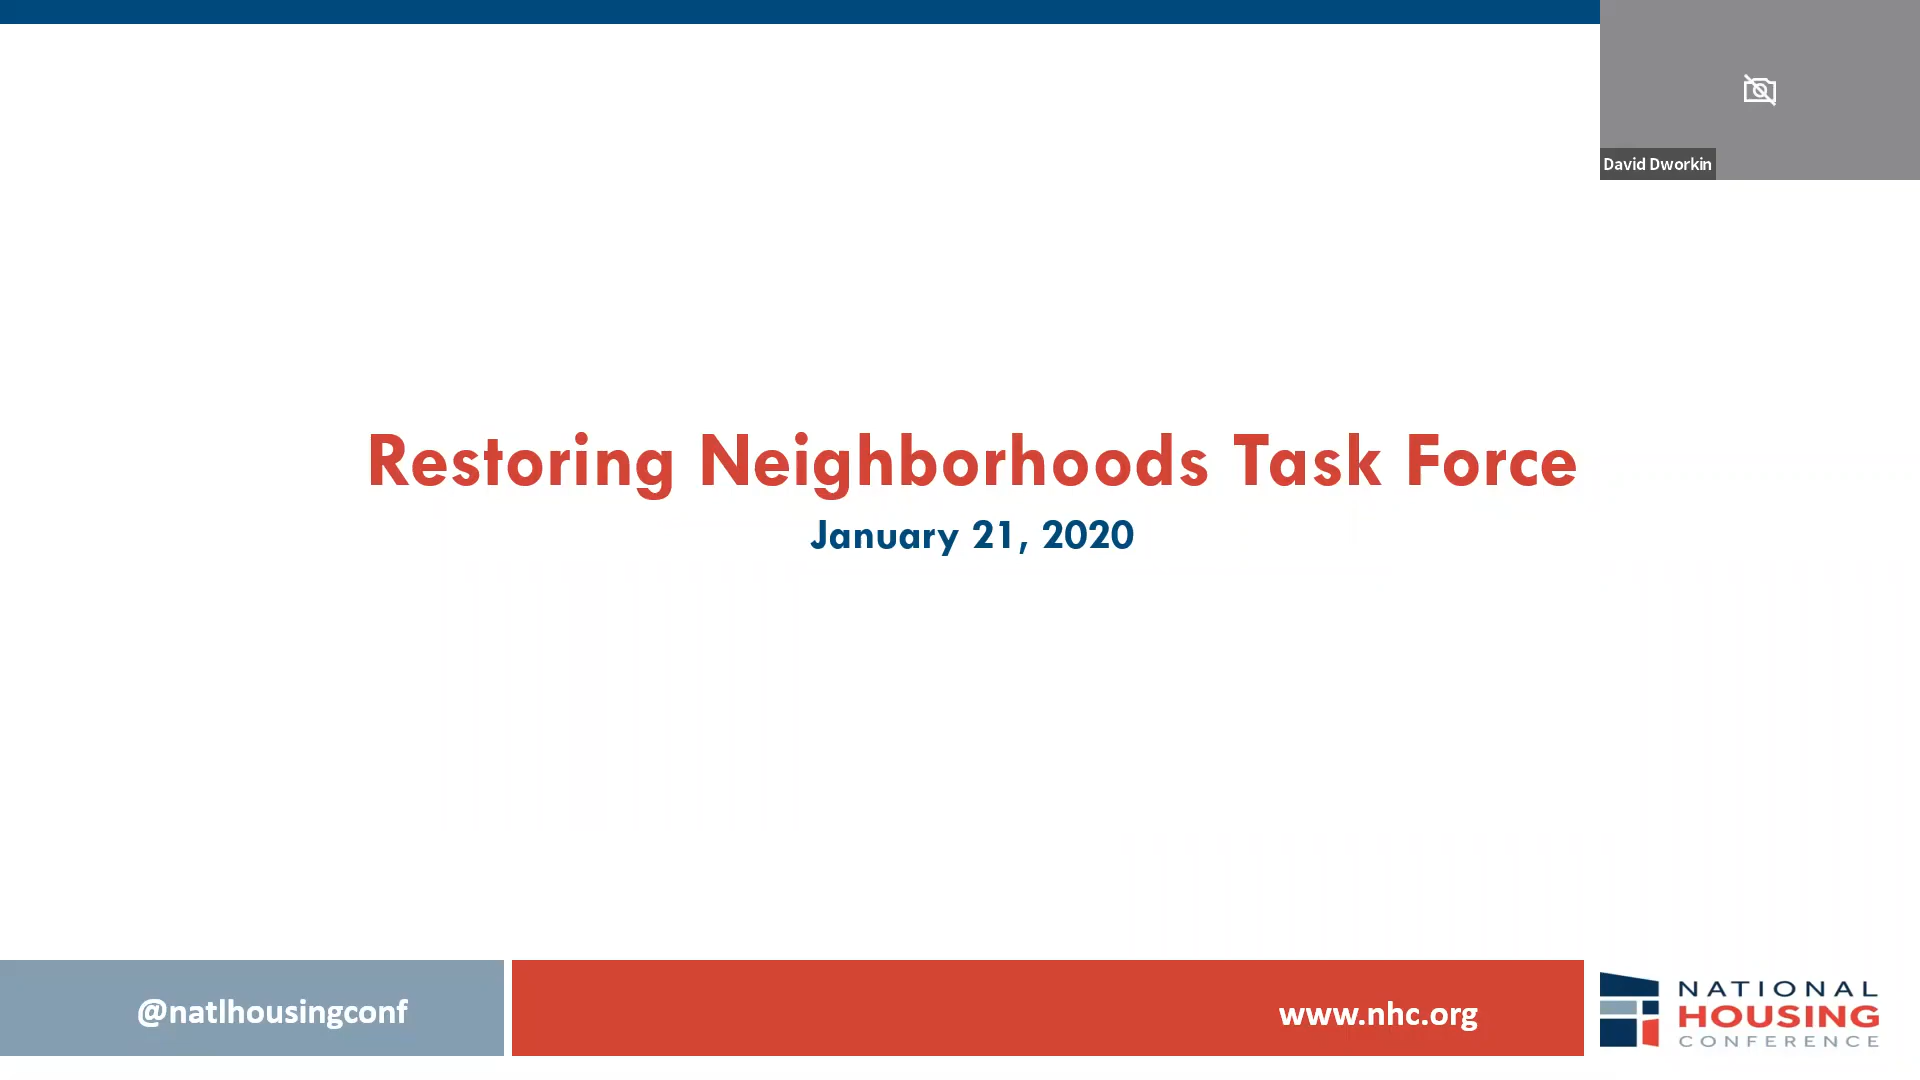 David Dworkin
Restoring Neighborhoods Task Force
January 21, 2020
@natlhousingconf
www.nhc.org
NATIONAL
HOUSING
CONFERENCE